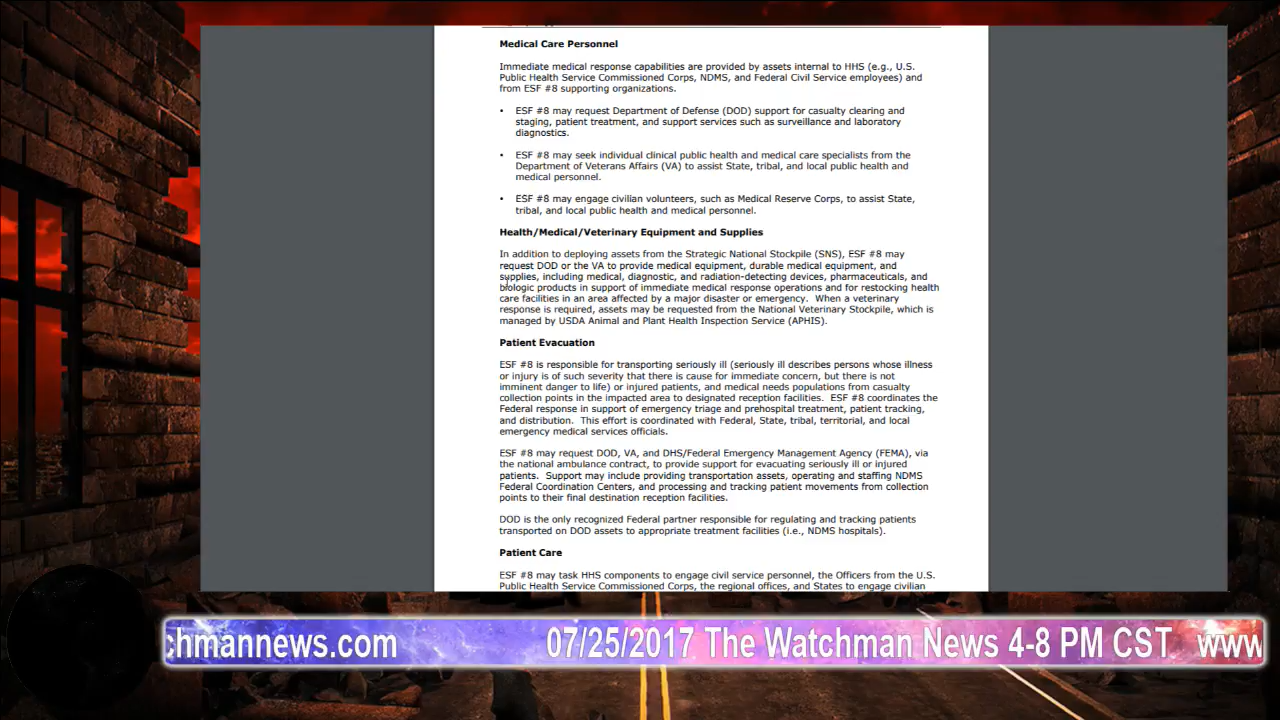 Medical Care Personnel
Immediate medical response capabilities are provided by assets internal to HHS (e.g., U.S.
Public Health Service Commissioned Corps, NDMS, and Federal Civil Service employees) and
from ESF #8 supporting organizations.
• ESF #8 may request Department of Defense (DOD) support for casualty clearing and
staging, patient treatment, and support services such as surveillance and laboratory
diagnostics.
• ESF #8 may seek individual clinical public health and medical care specialists from the
Department of Veterans Affairs (VA) to assist State, tribal, and local public health and
medical personnel.
• ESF #8 may engage civilian volunteers, such as Medical Reserve Corps, to assist State,
tribal, and local public health and medical personnel.
Health/Medical/Veterinary Equipment and Supplies
In addition to deploying assets from the Strategic National Stockpile (SNS), ESF #8 may
request DOD or the VA to provide medical equipment, durable medical equipment, and
supplies, including medical, diagnostic, and radiation-detecting devices, pharmaceuticals, and
biologic products in support of immediate medical response operations and for restocking health
care facilities in an area affected by a major disaster or emergency. When a veterinary
response is required, assets may be requested from the National Veterinary Stockpile, which is
managed by USDA Animal and Plant Health Inspection Service (APHIS).
Patient Evacuation
ESF #8 is responsible for transporting seriously ill (seriously ill describes persons whose illness
or injury is of such severity that there is cause for immediate concern, but there is not
imminent danger to life) or injured patients, and medical needs populations from casualty
collection points in the impacted area to designated reception facilities. ESF #8 coordinates the
Federal response in support of emergency triage and prehospital treatment, patient tracking,
and distribution. This effort is coordinated with Federal, State, tribal, territorial, and local
emergency medical services officials.
ESF #8 may request DOD, VA, and DHS/Federal Emergency Management Agency (FEMA), via
the national ambulance contract, to provide support for evacuating seriously ill or injured
patients. Support may include providing transportation assets, operating and staffing NDMS
Federal Coordination Centers, and processing and tracking patient movements from collection
points to their final destination reception facilities.
DOD is the only recognized Federal partner responsible for regulating and tracking patients
transported on DOD assets to appropriate treatment facilities (i.e., NDMS hospitals).
Patient Care
ESF #8 may task HHS components to engage civil service personnel, the Officers from the U.S.
Public Health Service Commissioned Corps, the regional offices, and States to engage civilian
chmannews.com 07/25/2017 The Watchman News 4-8 PM CST www